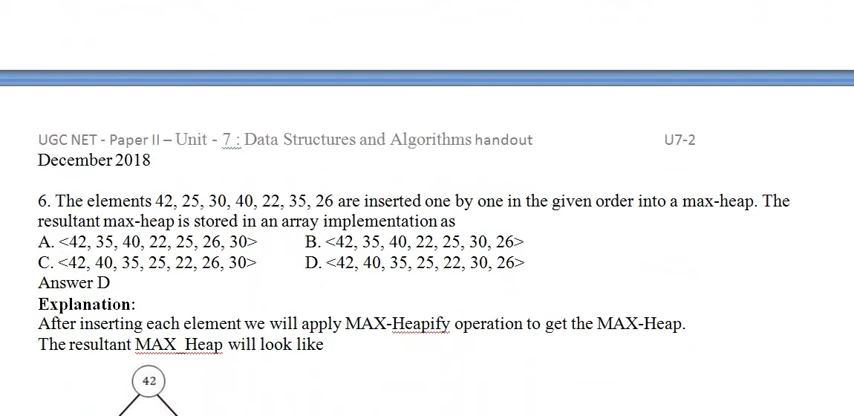 UGC NET - Paper II – Unit - 7 : Data Structures and Algorithms handout U7-2
December 2018
6. The elements 42, 25, 30, 40, 22, 35, 26 are inserted one by one in the given order into a max-heap. The
resultant max-heap is stored in an array implementation as
A. <42, 35, 40, 22, 25, 26, 30> B. <42, 35, 40, 22, 25, 30, 26>
C. <42, 40, 35, 25, 22, 26, 30> D. <42, 40, 35, 25, 22, 30, 26>
Answer D
Explanation:
After inserting each element we will apply MAX-Heapify operation to get the MAX-Heap.
The resultant MAX Heap will look like
42